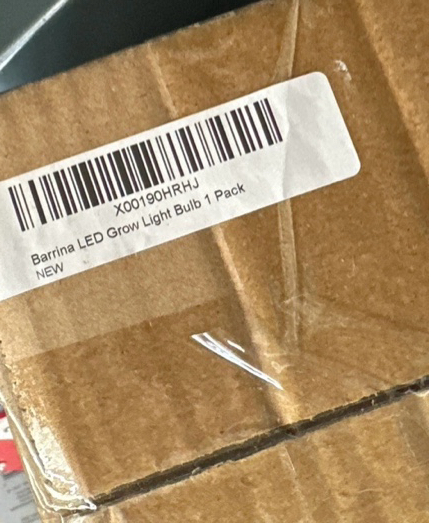 X00190HRHJ
Barrina LED Grow Light Bulb 1 Pack
NEW